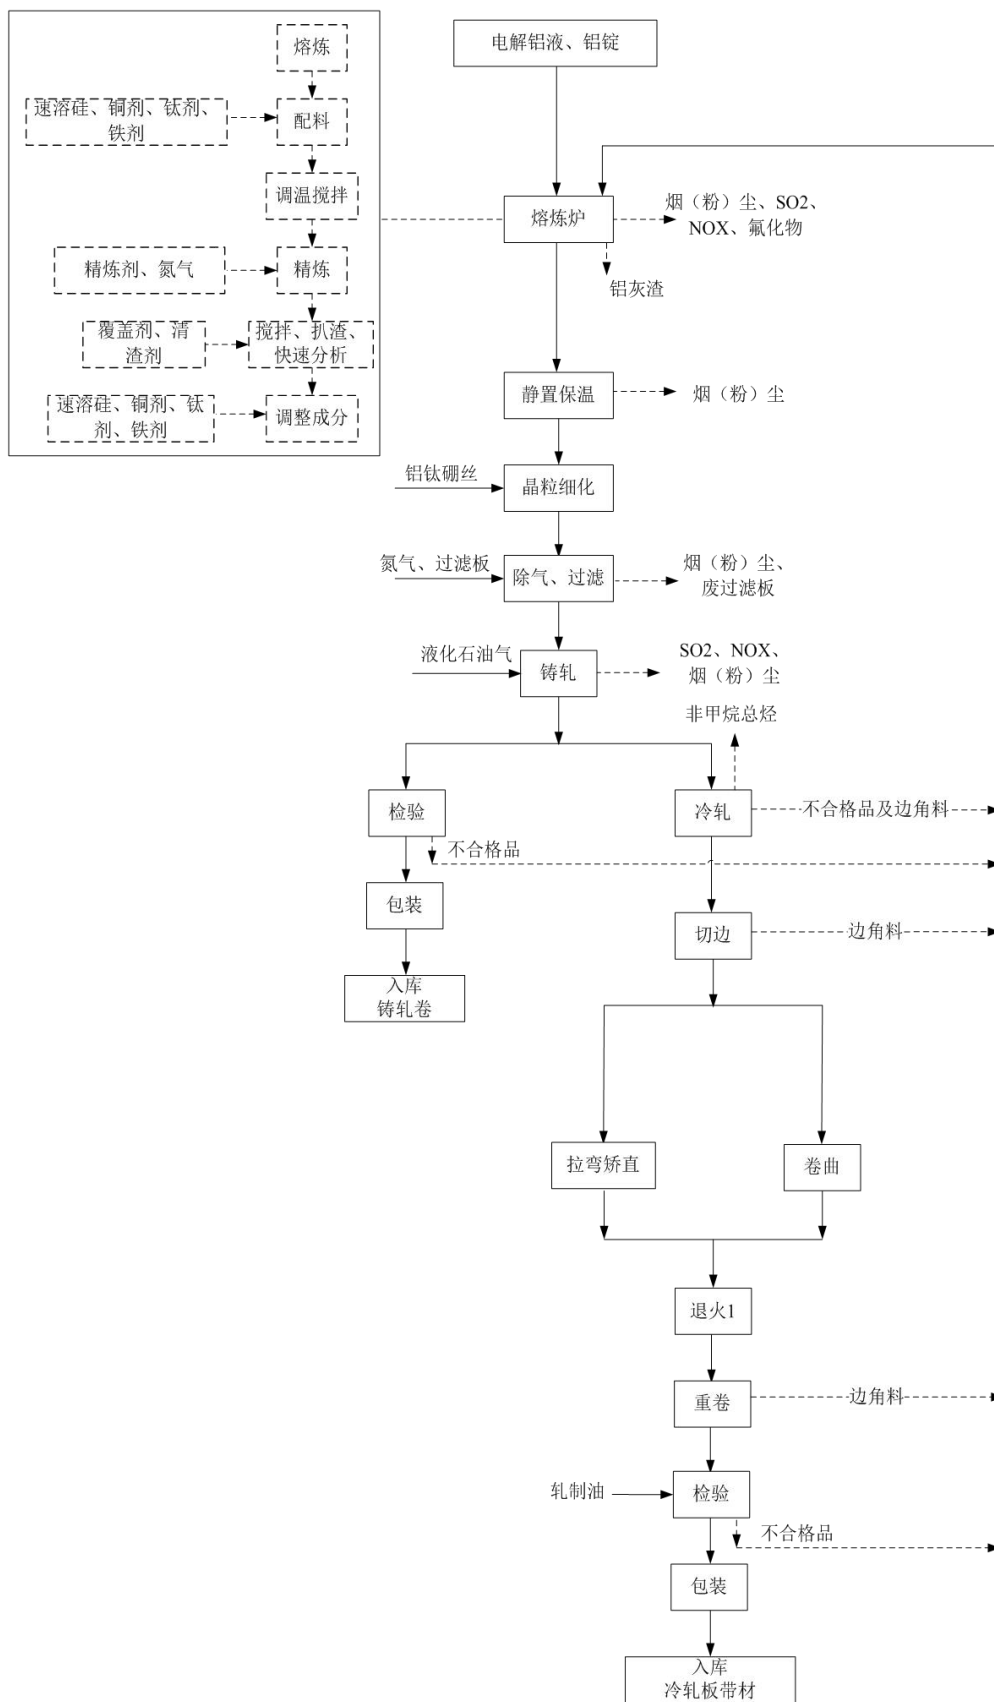 熔炼
速溶硅、铜剂、钛剂、
铁剂
配料
调温搅拌
精炼剂、氮气
精炼
覆盖剂、清
渣剂
搅拌、扒渣、
快速分析
速溶硅、铜剂、钛
剂、铁剂
调整成分
电解铝液、铝锭
熔炼炉
烟（粉）尘、SO2、
NOX、氟化物
铝灰渣
静置保温
烟（粉）尘
铝钛硼丝
晶粒细化
氮气、过滤板
除气、过滤
烟（粉）尘、
废过滤板
液化石油气
铸轧
SO2、NOX、
烟（粉）尘
非甲烷总烃
检验
冷轧
不合格品及边角料
不合格品
包装
切边
边角料
入库
铸轧卷
拉弯矫直
卷曲
退火1
重卷
边角料
轧制油
检验
不合格品
包装
入库
冷轧板带材